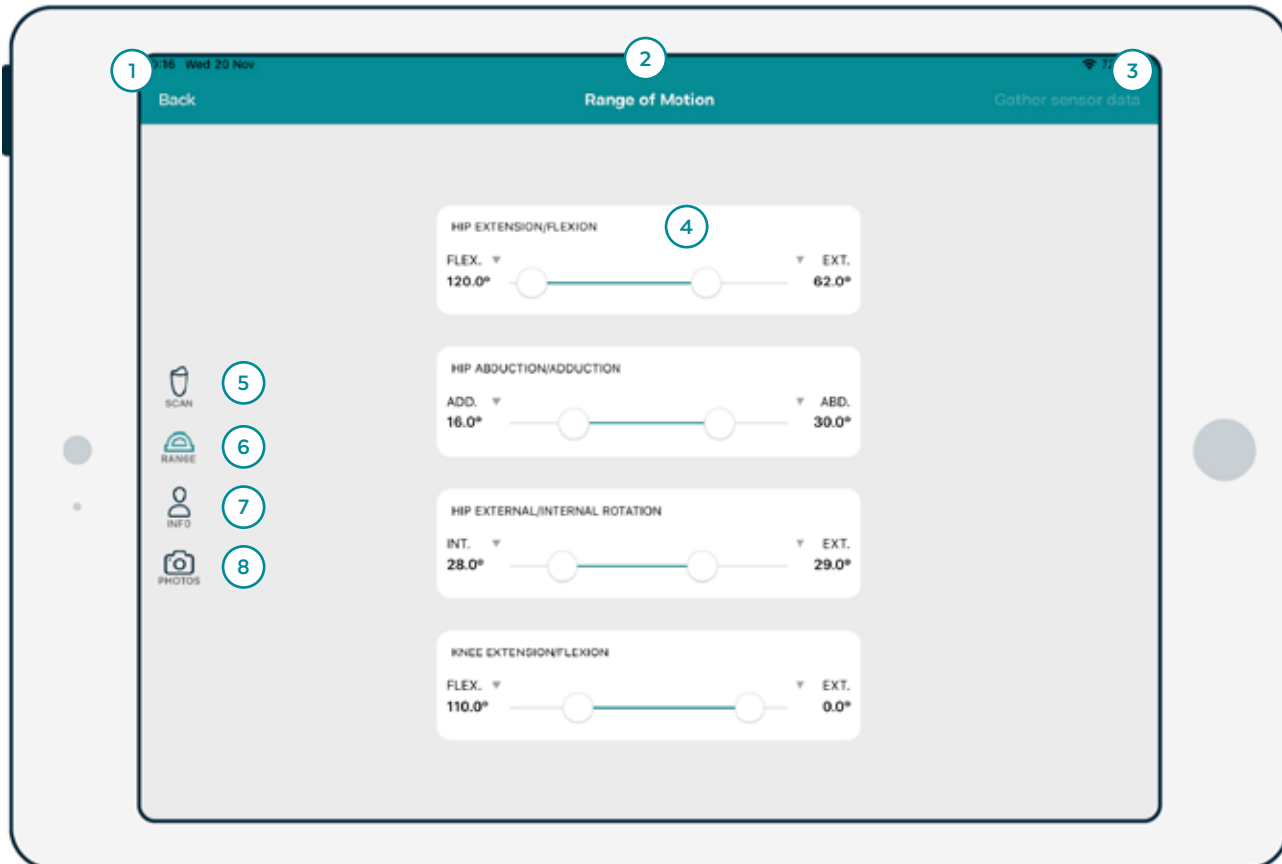 1
2
3
:16 Wed 20 Nov
Back
Range of Motion
Gather sensor data
HIP EXTENSION/FLEXION
4
FLEX. ▼ ▼ EXT.
120.0° 62.0°
HIP ABDUCTION/ADDUCTION
ADD. ▼ ▼ ABD.
16.0° 30.0°
HIP EXTERNAL/INTERNAL ROTATION
INT. ▼ ▼ EXT.
28.0° 29.0°
KNEE EXTENSION/FLEXION
FLEX. ▼ ▼ EXT.
110.0° 0.0°
SCAN
5
RANGE
6
INFO
7
PHOTOS
8